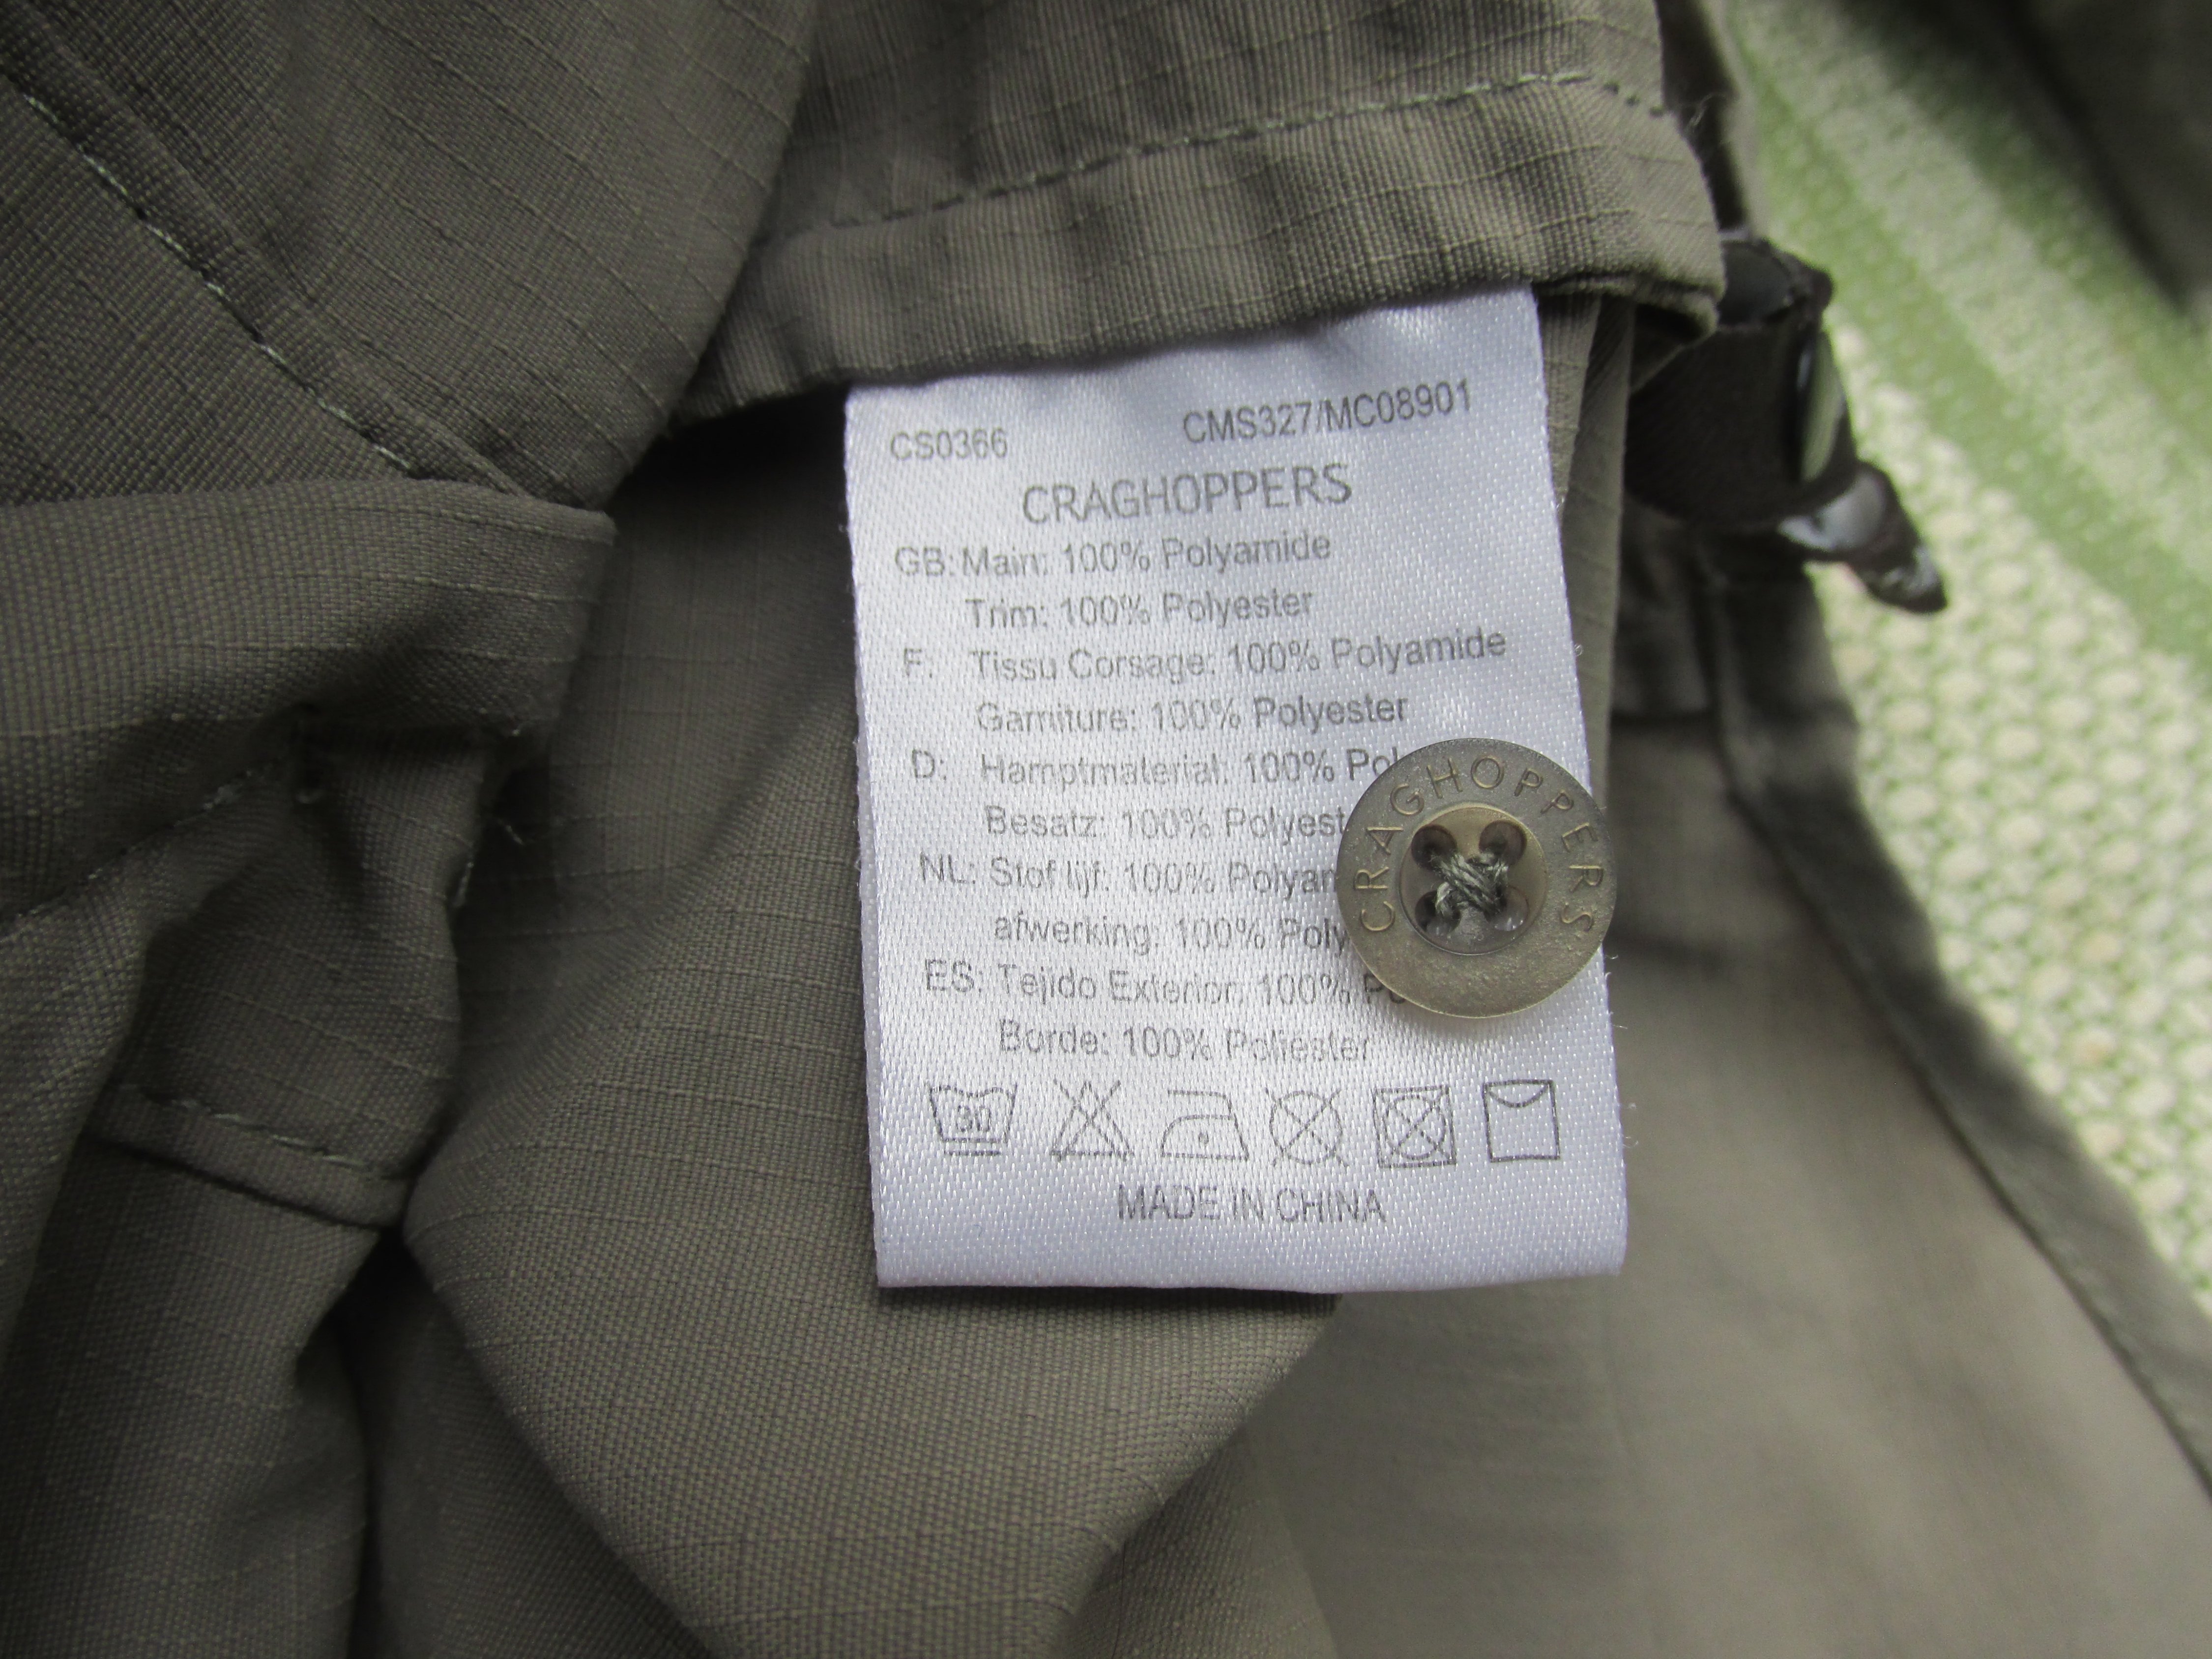 CS0366 CMS327/MC08901
CRAGHOPPERS
GB: Main: 100% Polyamide
Trim: 100% Polyester
F: Tissu Corsage: 100% Polyamide
Garniture: 100% Polyester
D: Hamptmaterial: 100%
Besatz: 100%
NL: Stof lijf: 100%
afwerking: 100%
ES: Tejido Exterior: 100%
Borde: 100% Poliester
30
MADE IN CHINA
CRAGHOPPERS